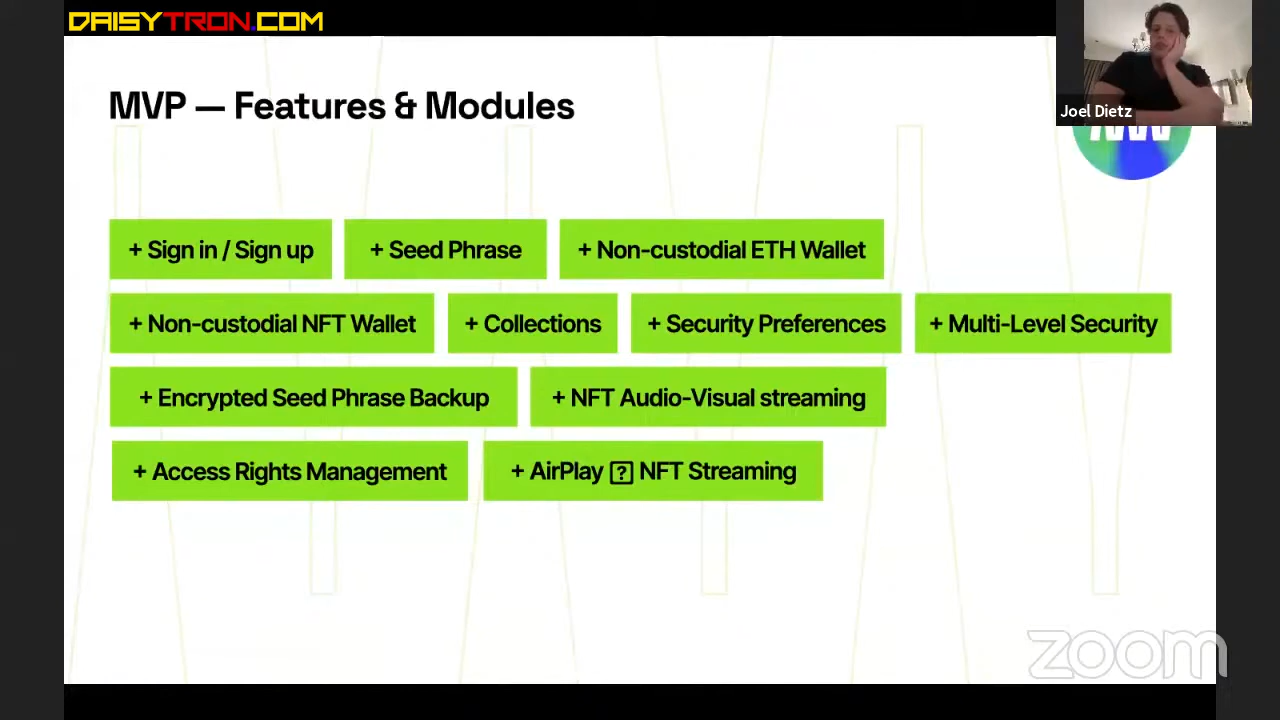 DAISYTRON.COM
Joel Dietz
MVP — Features & Modules
+ Sign in / Sign up
+ Seed Phrase
+ Non-custodial ETH Wallet
+ Non-custodial NFT Wallet
+ Collections
+ Security Preferences
+ Multi-Level Security
+ Encrypted Seed Phrase Backup
+ NFT Audio-Visual streaming
+ Access Rights Management
+ AirPlay ⍰ NFT Streaming
zoom